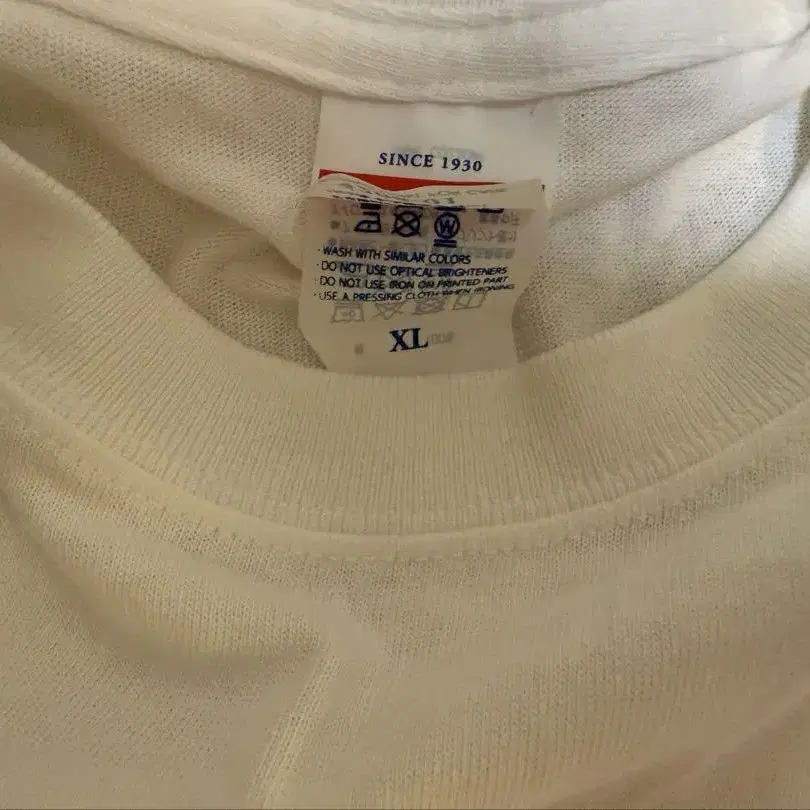 SINCE 1930
· WASH WITH SIMILAR COLORS
· DO NOT USE OPTICAL BRIGHTENERS
· DO NOT USE IRON ON PRINTED PART
· USE A PRESSING CLOTH WHEN IRONING
XL